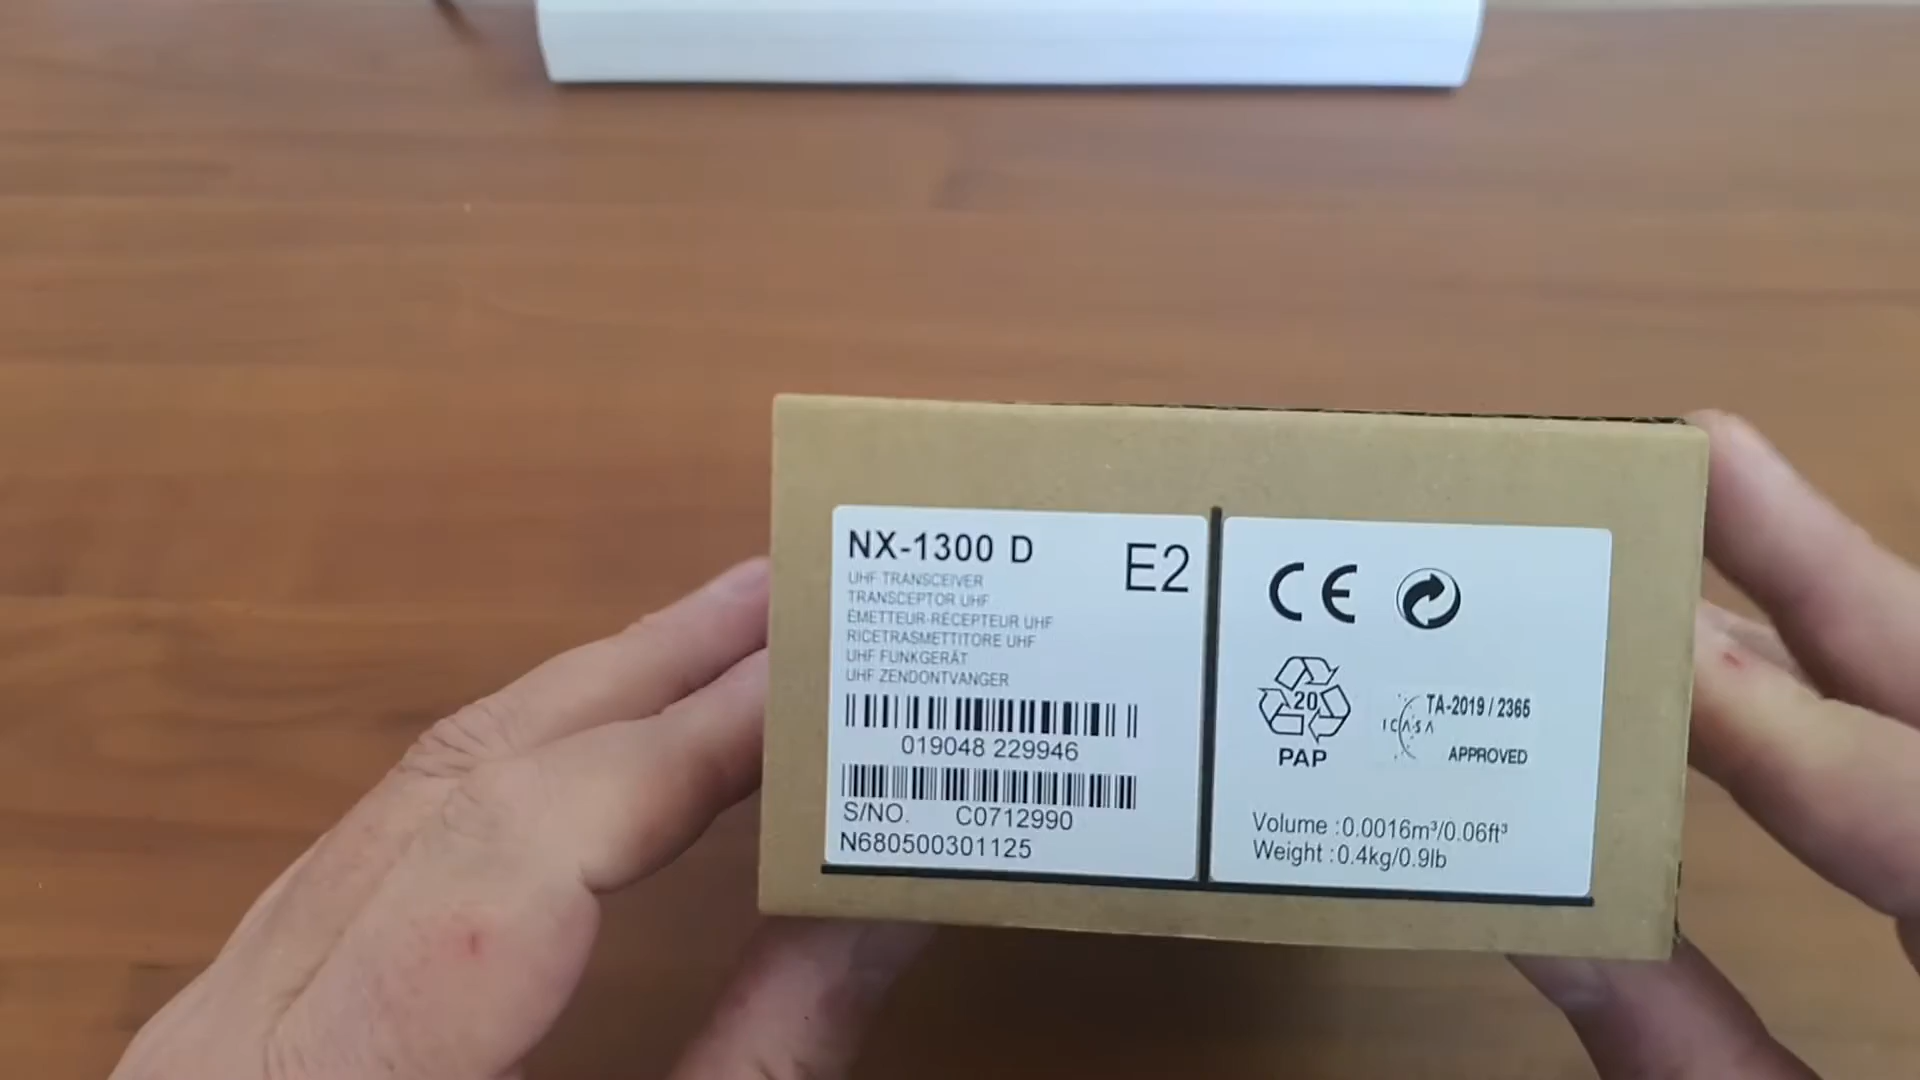 NX-1300 D
E2
UHF TRANSCEIVER
TRANSCEPTOR UHF
ÉMETTEUR-RÉCEPTEUR UHF
RICETRASMETTITORE UHF
UHF FUNKGERÄT
UHF ZENDONTVANGER
019048 229946
S/NO. C0712990
N680500301125
CE
20
PAP
ICASA
TA-2019 / 2365
APPROVED
Volume :0.0016m³/0.06ft³
Weight :0.4kg/0.9lb